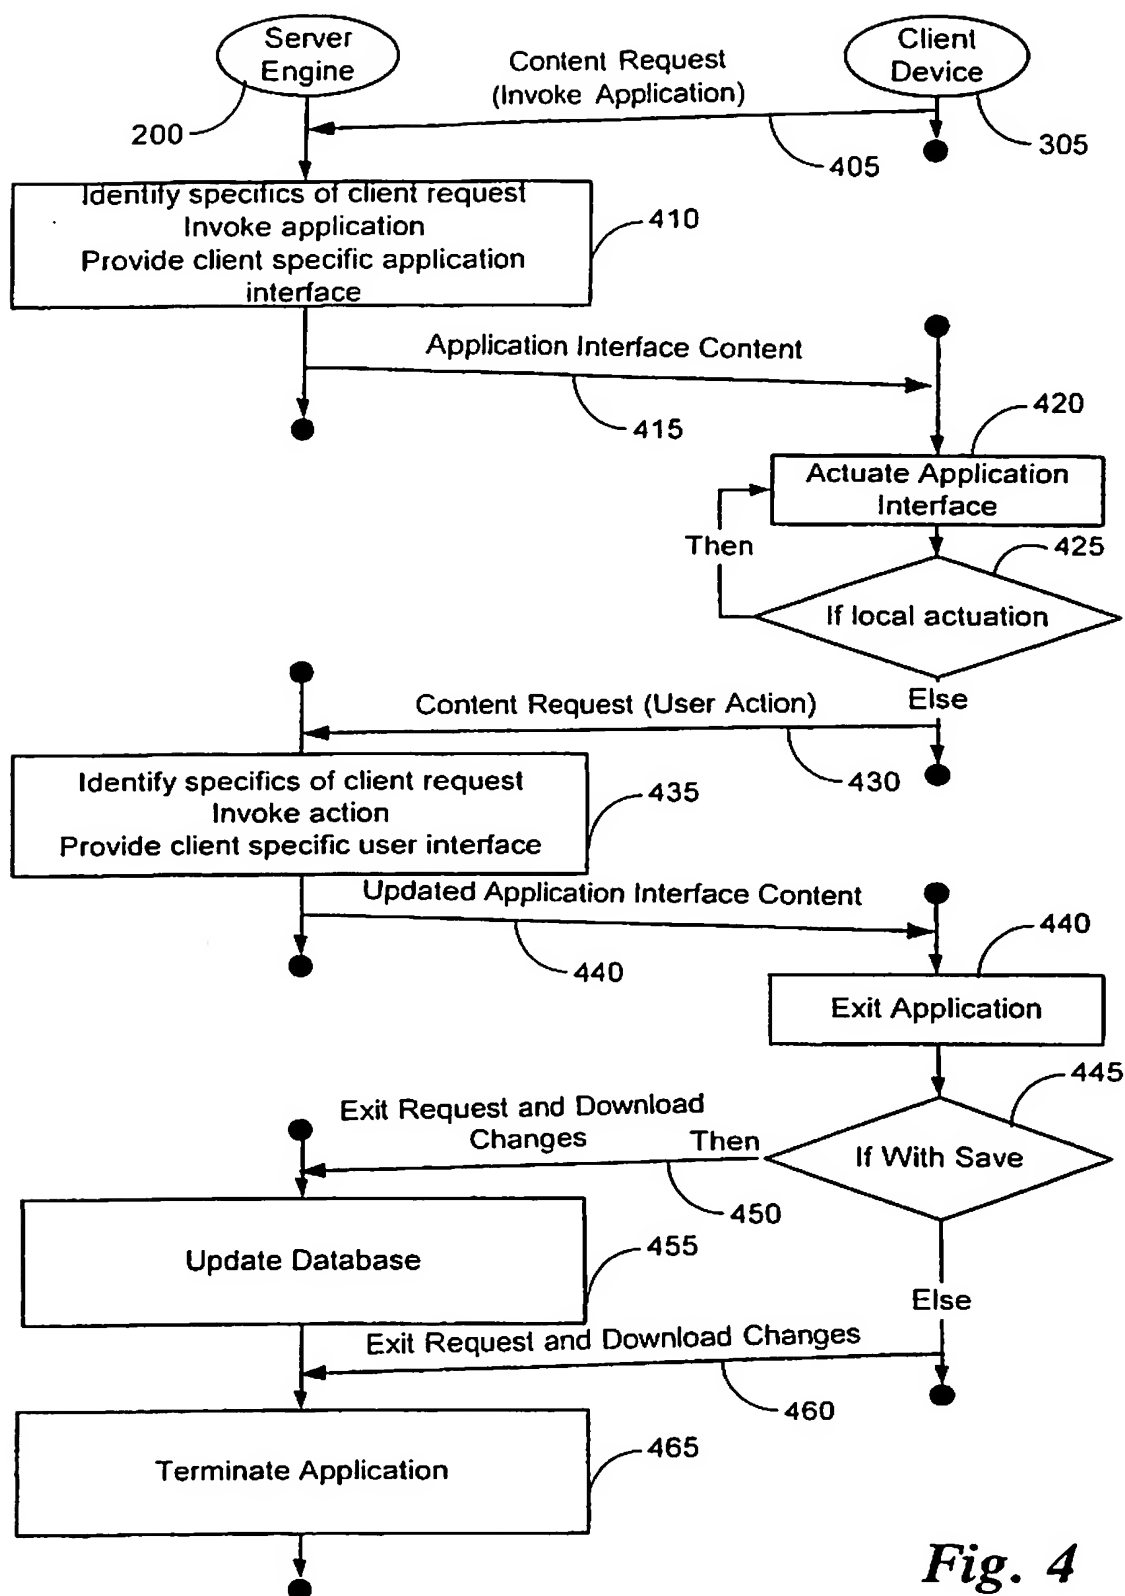 Server
Engine
Client
Device
Content Request
(Invoke Application)
200
405
305
Identify specifics of client request
Invoke application
Provide client specific application
interface
410
Application Interface Content
415
420
Actuate Application
Interface
Then
425
If local actuation
Else
Content Request (User Action)
430
Identify specifics of client request
Invoke action
Provide client specific user interface
435
Updated Application Interface Content
440
440
Exit Application
445
Exit Request and Download
Changes
Then
If With Save
450
Update Database
455
Else
Exit Request and Download Changes
460
Terminate Application
465
Fig. 4